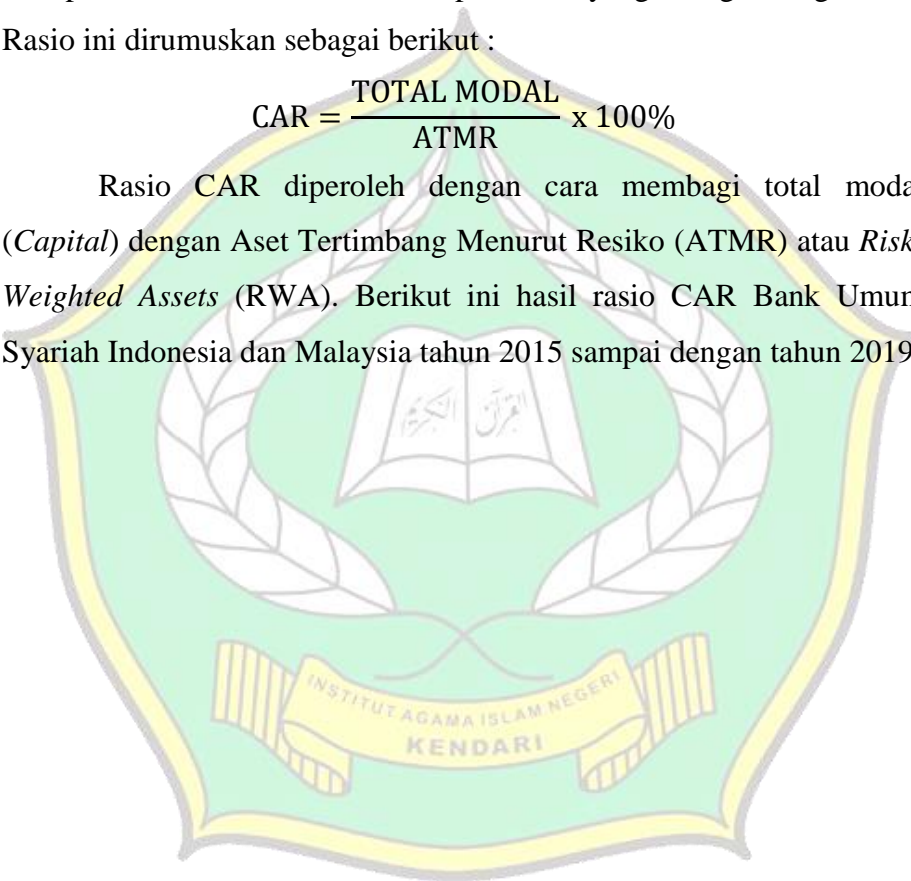 Rasio ini dirumuskan sebagai berikut :
CAR = TOTAL MODAL / ATMR x 100%
Rasio CAR diperoleh dengan cara membagi total moda
(Capital) dengan Aset Tertimbang Menurut Resiko (ATMR) atau Risk
Weighted Assets (RWA). Berikut ini hasil rasio CAR Bank Umum
Syariah Indonesia dan Malaysia tahun 2015 sampai dengan tahun 2019
القرآن الكريم
INSTITUT AGAMA ISLAM NEGERI
KENDARI